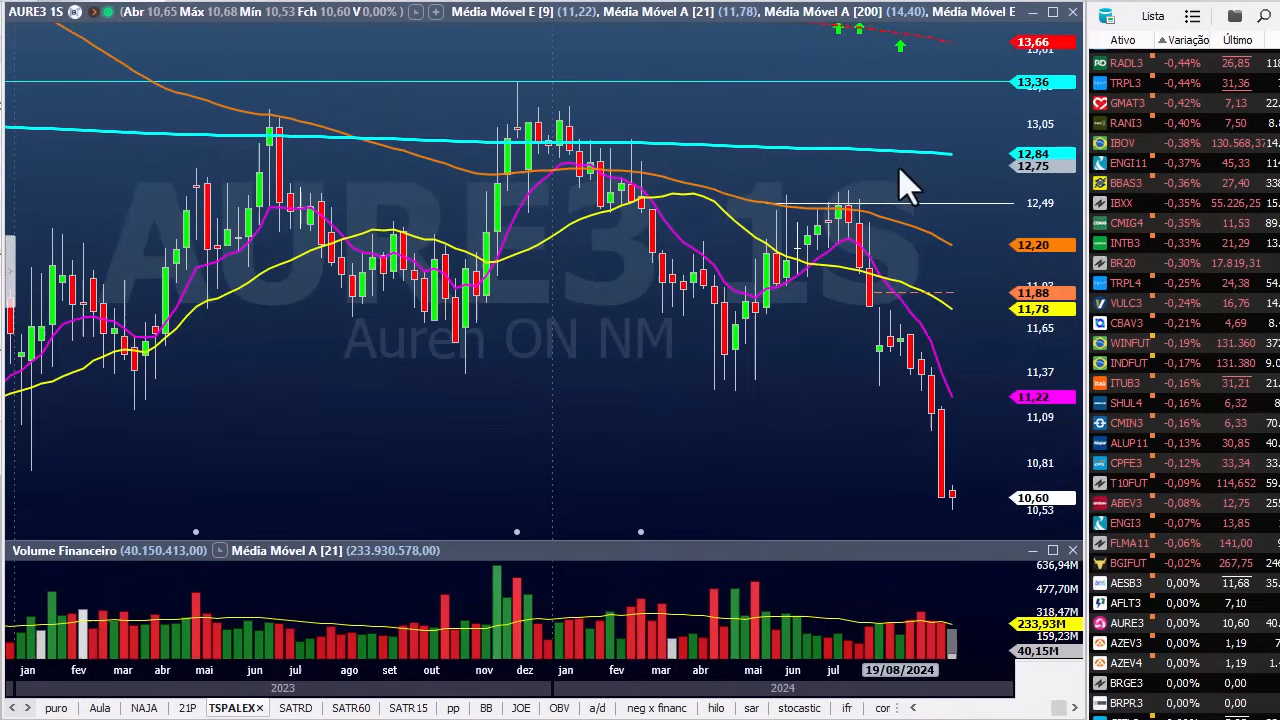 AURE3 1S (Abr 10,65 Máx 10,68 Mín 10,53 Fch 10,60 V 0,00% ) Média Móvel E [9] (11,22), Média Móvel A [21] (11,78), Média Móvel A [200] (14,40), Média Móvel E
13,66
13,36
13,05
12,84
12,75
12,49
12,20
11,88
11,78
11,65
11,37
11,22
11,09
10,81
10,60
10,53
AURE3 1S
Auren ON NM
Volume Financeiro (40.150.413,00) Média Móvel A [21] (233.930.578,00)
636,94M
477,70M
318,47M
233,93M
159,23M
40,15M
jan fev mar abr mai jun jul ago set out nov dez jan fev mar abr mai jun jul 19/08/2024
2023 2024
puro Aula NAJA 21P TSPALEX× SATRD SATR60 SATR15 pp BB JOE OBV a/d neg x financ hilo sar stocastic ifr
Lista
Ativo Variação Último
RADL3 -0,44% 26,85
TRPL3 -0,44% 31,36
GMAT3 -0,42% 7,13
RANI3 -0,40% 7,50
IBOV -0,38% 130.568,37
ENGI11 -0,37% 45,33
BBAS3 -0,36% 27,40
IBXX -0,35% 55.226,25
CMIG4 -0,35% 11,53
INTB3 -0,33% 21,29
BR20 -0,30% 17.819,31
TRPL4 -0,25% 24,38
VULC3 -0,24% 16,76
CBAV3 -0,21% 4,69
WINFUT -0,19% 131.360
INDFUT -0,17% 131.380
ITUB3 -0,16% 31,21
SHUL4 -0,16% 6,32
CMIN3 -0,16% 6,33
ALUP11 -0,13% 30,85
CPFE3 -0,12% 33,34
T10FUT -0,09% 114,652
ABEV3 -0,08% 12,75
ENGI3 -0,07% 13,85
FLMA11 -0,06% 141,00
BGIFUT -0,02% 267,75
AESB3 0,00% 11,68
AFLT3 0,00% 7,10
AURE3 0,00% 10,60
AZEV3 0,00% 1,19
AZEV4 0,00% 1,19
BRGE3 0,00% 0,00
BRPR3 0,00% 0,00
CEDO4 0,00% 0,00